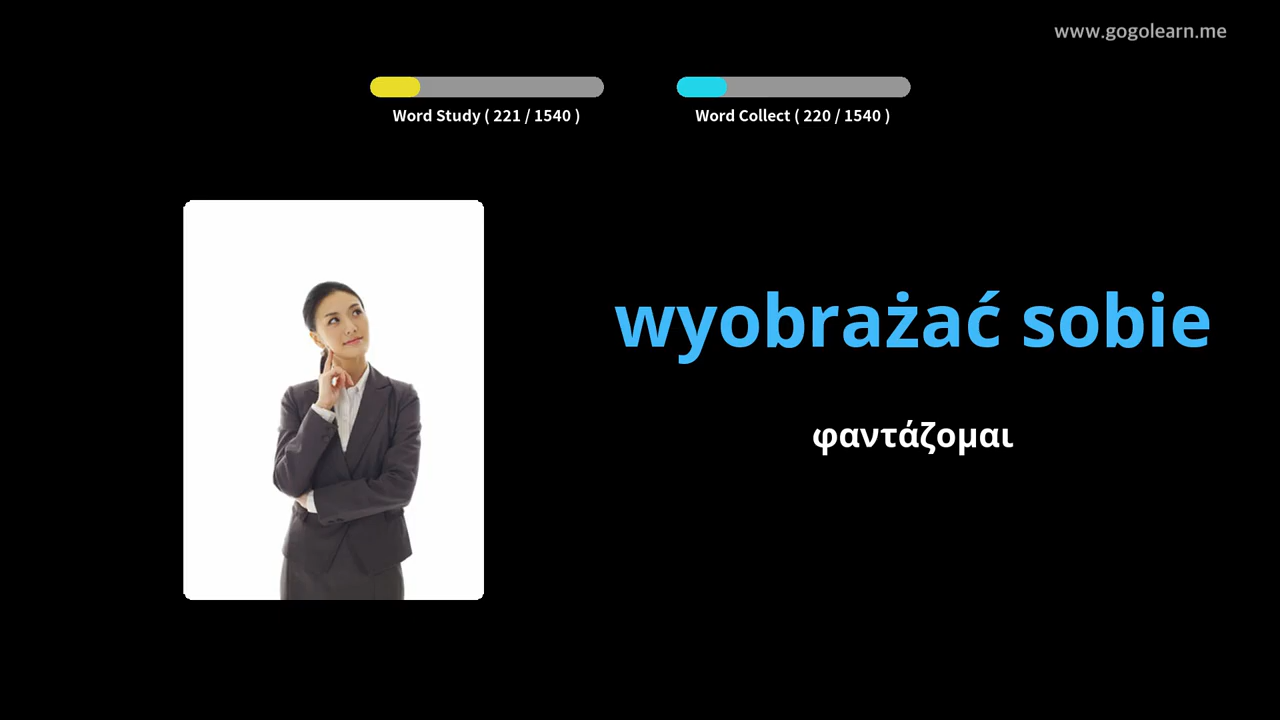 www.gogolearn.me
Word Study ( 221 / 1540 )
Word Collect ( 220 / 1540 )
wyobrażać sobie
φαντάζομαι